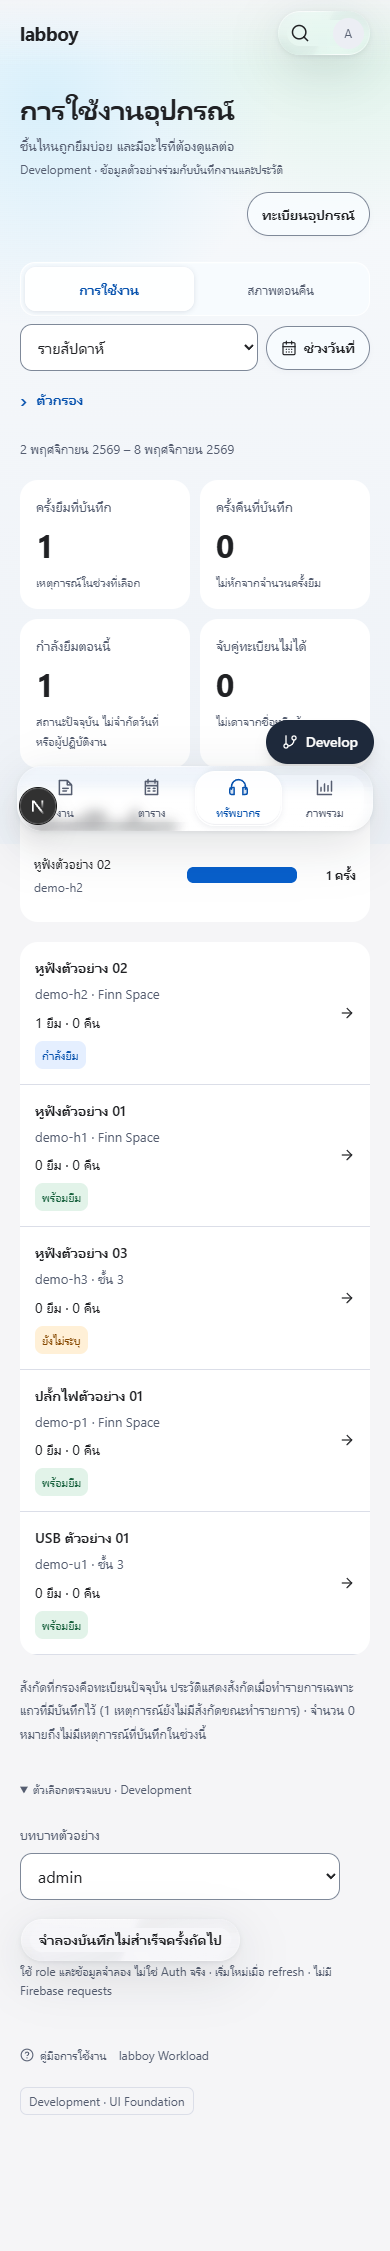 labboy
A
การใช้งานอุปกรณ์
ชิ้นไหนถูกยืมบ่อย และมีอะไรที่ต้องดูแลต่อ
Development · ข้อมูลตัวอย่างร่วมกับบันทึกงานและประวัติ
ทะเบียนอุปกรณ์
การใช้งาน
สภาพตอนคืน
รายสัปดาห์
ช่วงวันที่
ตัวกรอง
2 พฤศจิกายน 2569 – 8 พฤศจิกายน 2569
ครั้งยืมที่บันทึก
1
เหตุการณ์ในช่วงที่เลือก
ครั้งคืนที่บันทึก
0
ไม่หักจากจำนวนครั้งยืม
กำลังยืมตอนนี้
1
สถานะปัจจุบัน ไม่จำกัดวันที่
หรือผู้ปฏิบัติงาน
จับคู่ทะเบียนไม่ได้
0
Develop
N
งาน
ตาราง
ทรัพยากร
ภาพรวม
หูฟังตัวอย่าง 02
demo-h2
1 ครั้ง
หูฟังตัวอย่าง 02
demo-h2 · Finn Space
1 ยืม · 0 คืน
กำลังยืม
หูฟังตัวอย่าง 01
demo-h1 · Finn Space
0 ยืม · 0 คืน
พร้อมยืม
หูฟังตัวอย่าง 03
demo-h3 · ชั้น 3
0 ยืม · 0 คืน
ยังไม่ระบุ
ปลั๊กไฟตัวอย่าง 01
demo-p1 · Finn Space
0 ยืม · 0 คืน
พร้อมยืม
USB ตัวอย่าง 01
demo-u1 · ชั้น 3
0 ยืม · 0 คืน
พร้อมยืม
สังกัดที่กรองคือทะเบียนปัจจุบัน ประวัติแสดงสังกัดเมื่อทำรายการเฉพาะ
แถวที่มีบันทึกไว้ (1 เหตุการณ์ยังไม่มีสังกัดขณะทำรายการ) · จำนวน 0
หมายถึงไม่มีเหตุการณ์ที่บันทึกในช่วงนี้
ตัวเลือกตรวจแบบ · Development
บทบาทตัวอย่าง
admin
จำลองบันทึกไม่สำเร็จครั้งถัดไป
ใช้ role และข้อมูลจำลอง ไม่ใช่ Auth จริง · เริ่มใหม่เมื่อ refresh · ไม่มี
Firebase requests
คู่มือการใช้งาน labboy Workload
Development · UI Foundation